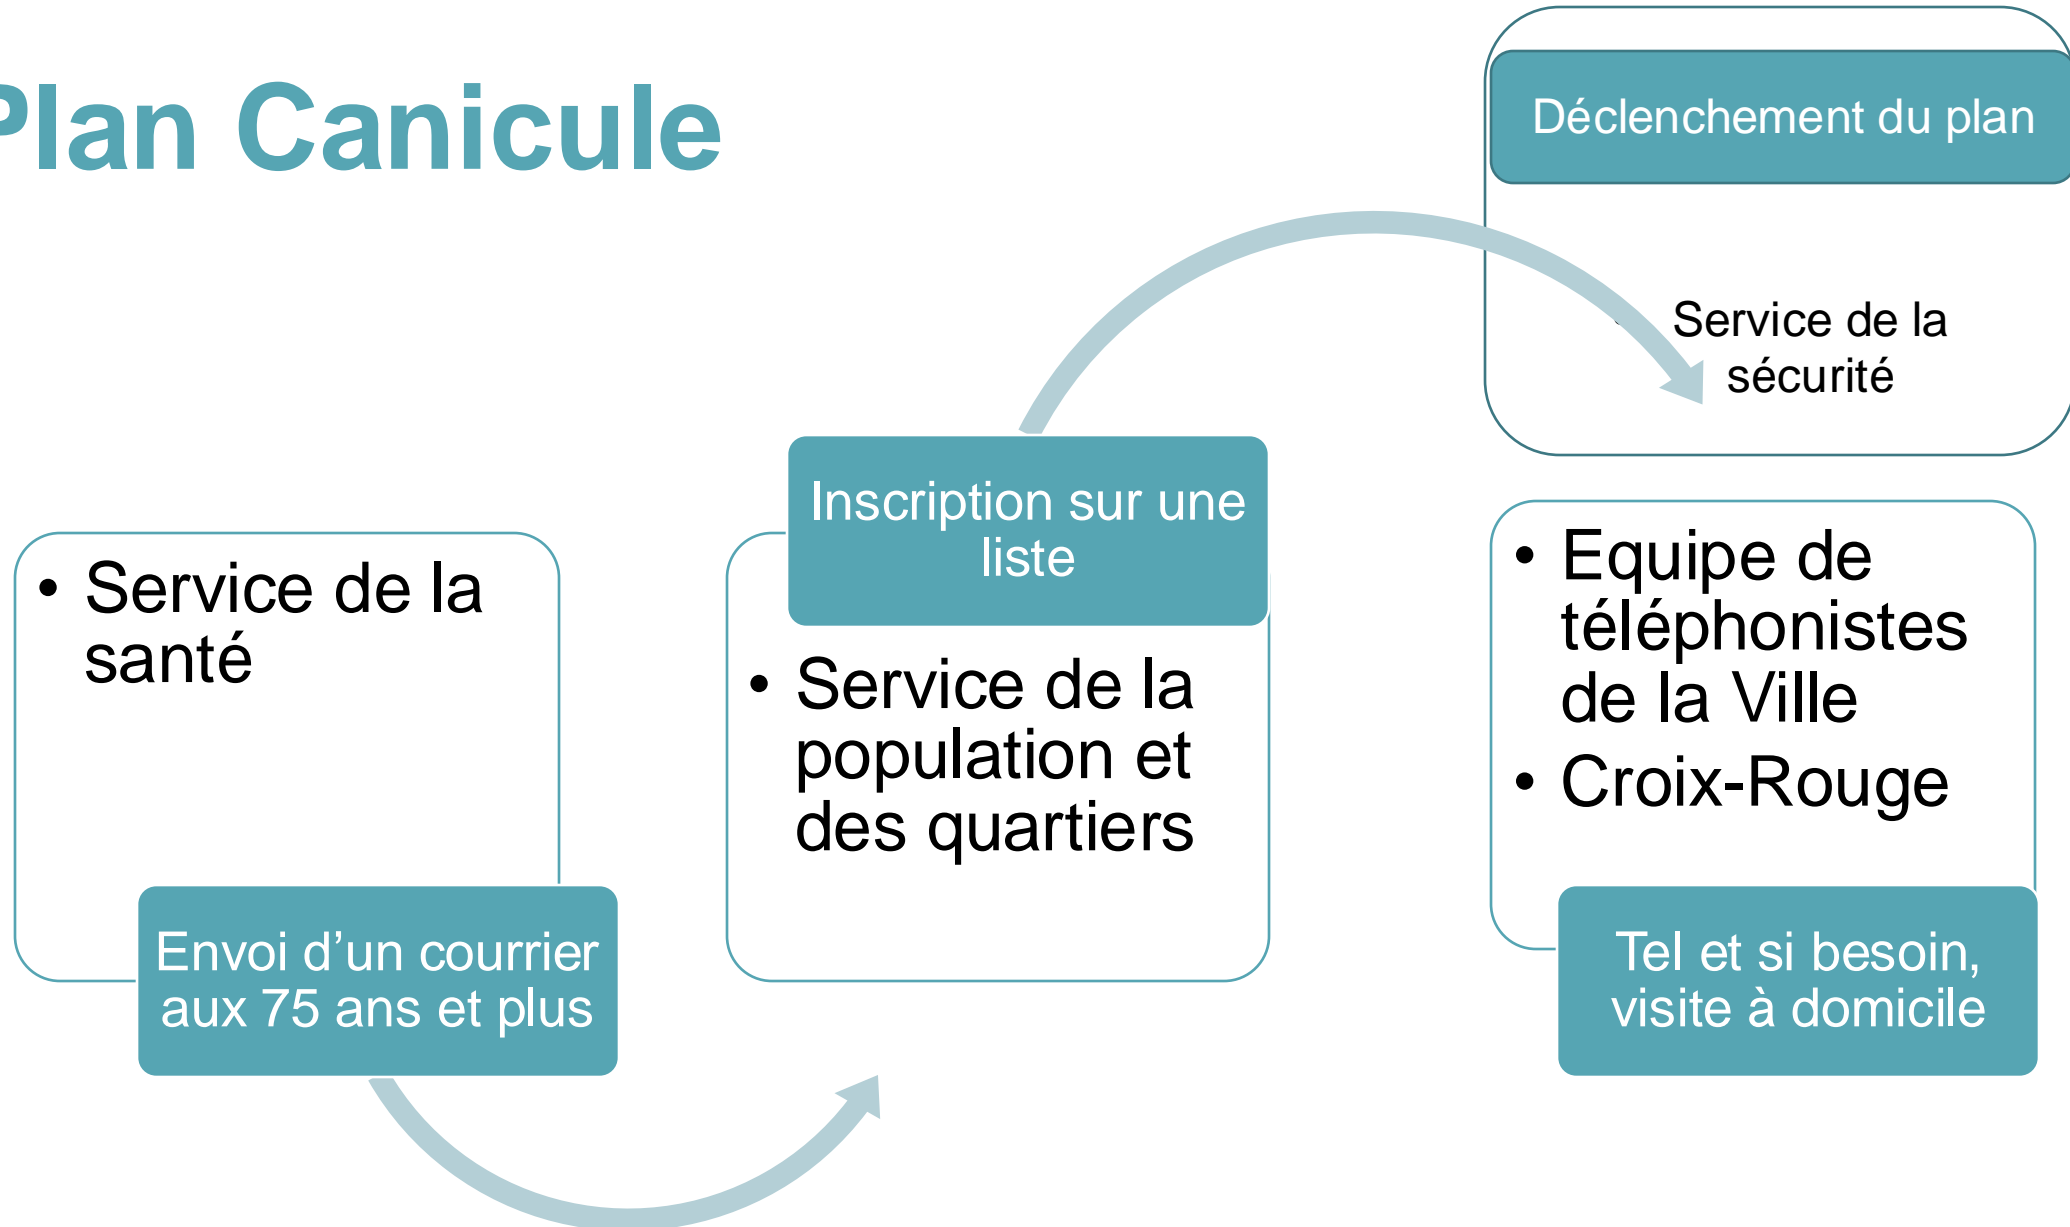 Plan Canicule
Déclenchement du plan
Service de la
sécurité
Inscription sur une
liste
• Service de la
santé
• Service de la
population et
des quartiers
• Equipe de
téléphonistes
de la Ville
• Croix-Rouge
Envoi d’un courrier
aux 75 ans et plus
Tel et si besoin,
visite à domicile